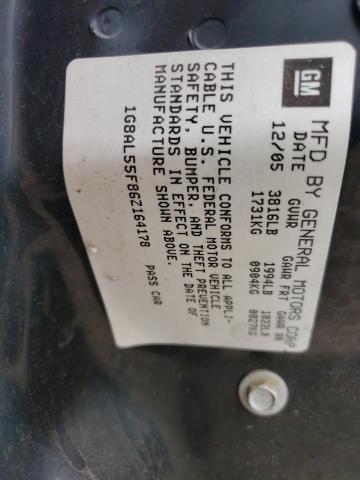 GM
MFD BY GENERAL MOTORS CORP
DATE GVWR GAWR FRT GAWR RR
12/05 3816LB 1994LB 1822LB
1731KG 0904KG 0827KG
THIS VEHICLE CONFORMS TO ALL APPLI-
CABLE U.S. FEDERAL MOTOR VEHICLE
SAFETY, BUMPER, AND THEFT PREVENTION
STANDARDS IN EFFECT ON THE DATE OF
MANUFACTURE SHOWN ABOVE.
1G8AL55F86Z164178 PASS CAR